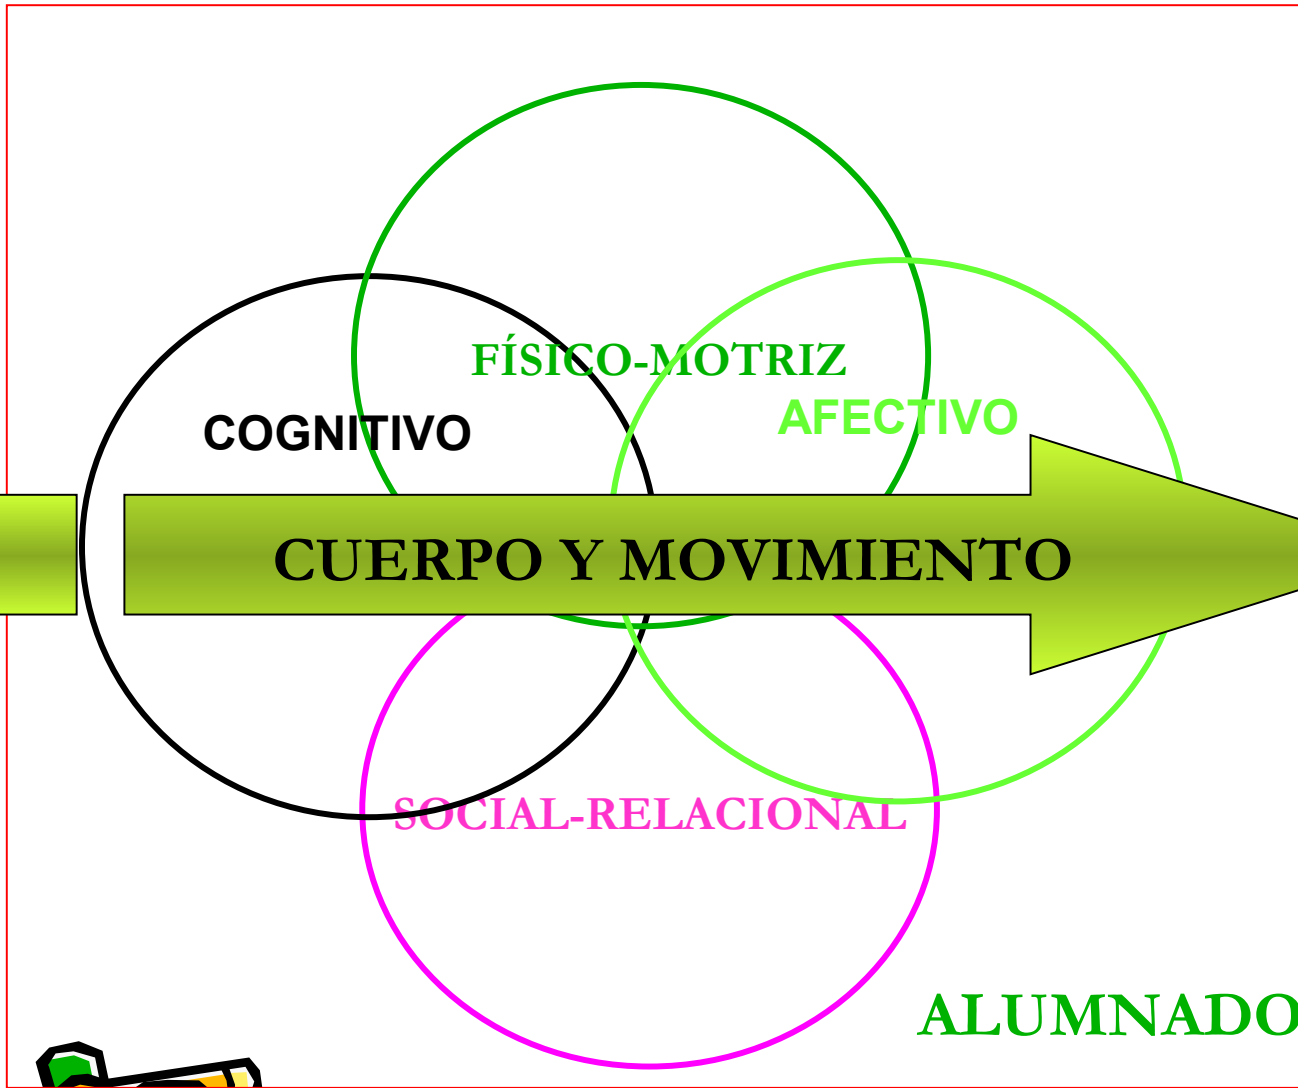 FÍSICO-MOTRIZ
COGNITIVO
AFECTIVO
CUERPO Y MOVIMIENTO
SOCIAL-RELACIONAL
ALUMNADO